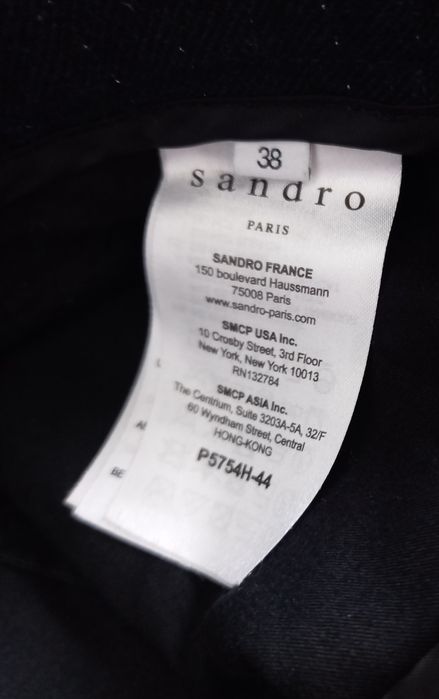 38
sandro
PARIS
SANDRO FRANCE
150 boulevard Haussmann
75008 Paris
www.sandro-paris.com
SMCP USA Inc.
10 Crosby Street, 3rd Floor
New York, New York 10013
RN132784
SMCP ASIA Inc.
The Centrium, Suite 3203A-5A, 32/F
60 Wyndham Street, Central
HONG-KONG
P5754H-44
BE